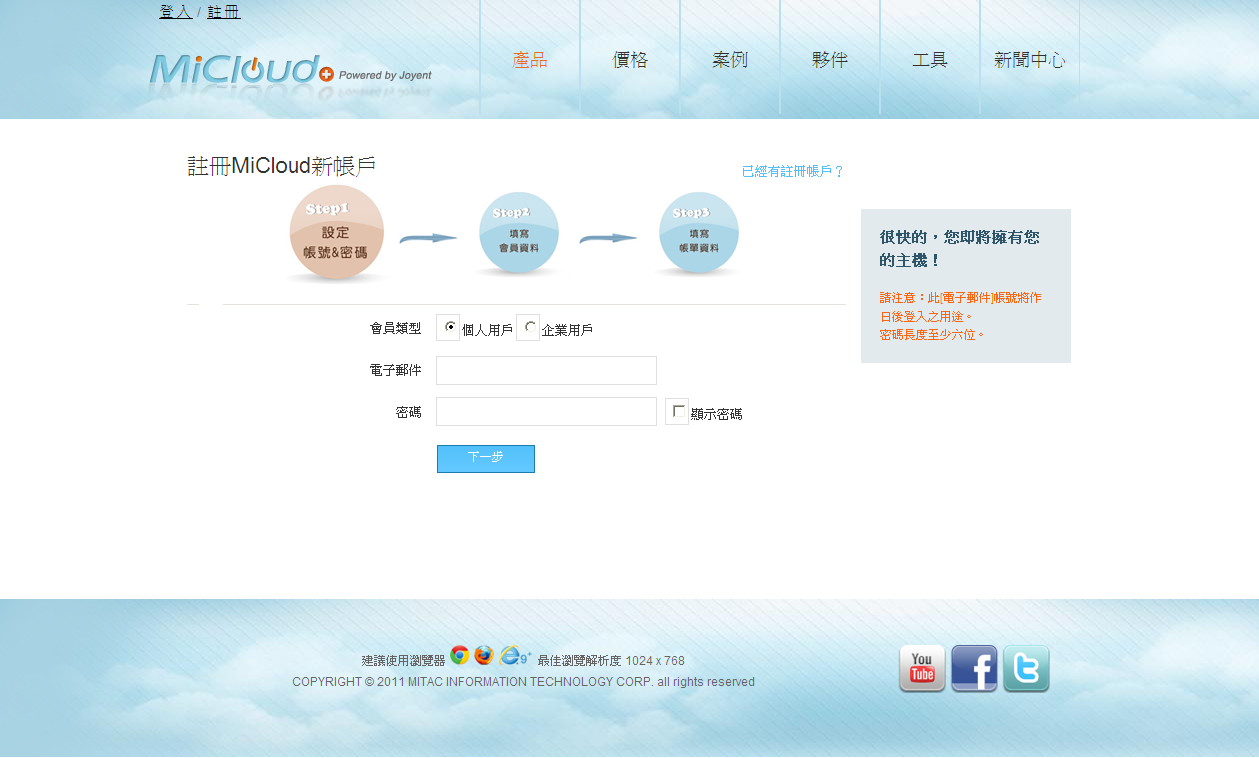 登入 / 註冊
MiCloud Powered by Joyent
產品 價格 案例 夥伴 工具 新聞中心
註冊MiCloud新帳戶
已經有註冊帳戶？
Step1
設定
帳號&密碼
Step2
填寫
會員資料
Step3
填寫
帳單資料
很快的，您即將擁有您
的主機！
請注意：此[電子郵件]帳號將作
日後登入之用途。
密碼長度至少六位。
會員類型 個人用戶 企業用戶
電子郵件
密碼 顯示密碼
下一步
建議使用瀏覽器 9+ 最佳瀏覽解析度 1024 x 768
COPYRIGHT © 2011 MITAC INFORMATION TECHNOLOGY CORP. all rights reserved
You
Tube